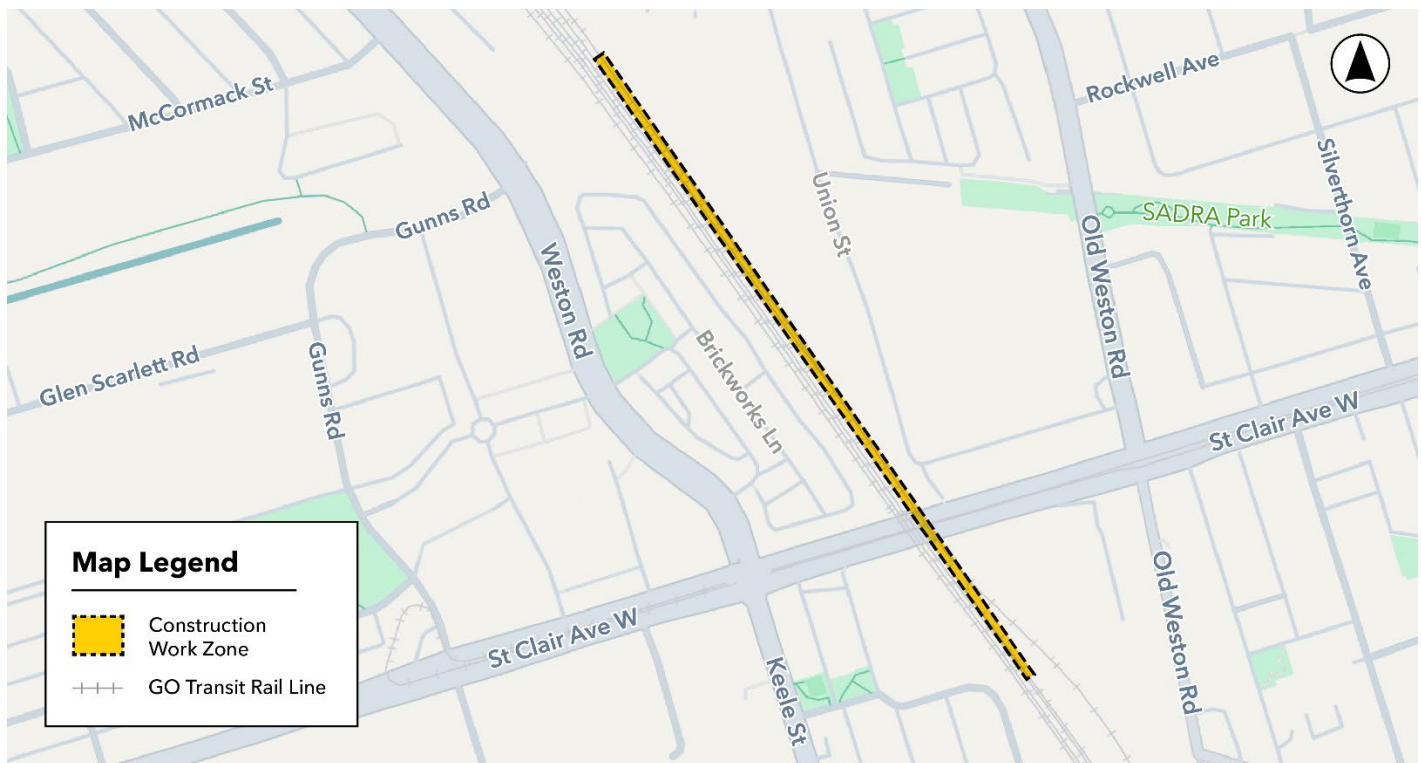 McCormack St
Rockwell Ave
Gunns Rd
Union St
Silverthorn Ave
SADRA Park
Old Weston Rd
Weston Rd
Glen Scarlett Rd
Gunns Rd
Brickworks Ln
St Clair Ave W
Map Legend
Construction
Work Zone
GO Transit Rail Line
St Clair Ave W
Keele St
Old Weston Rd